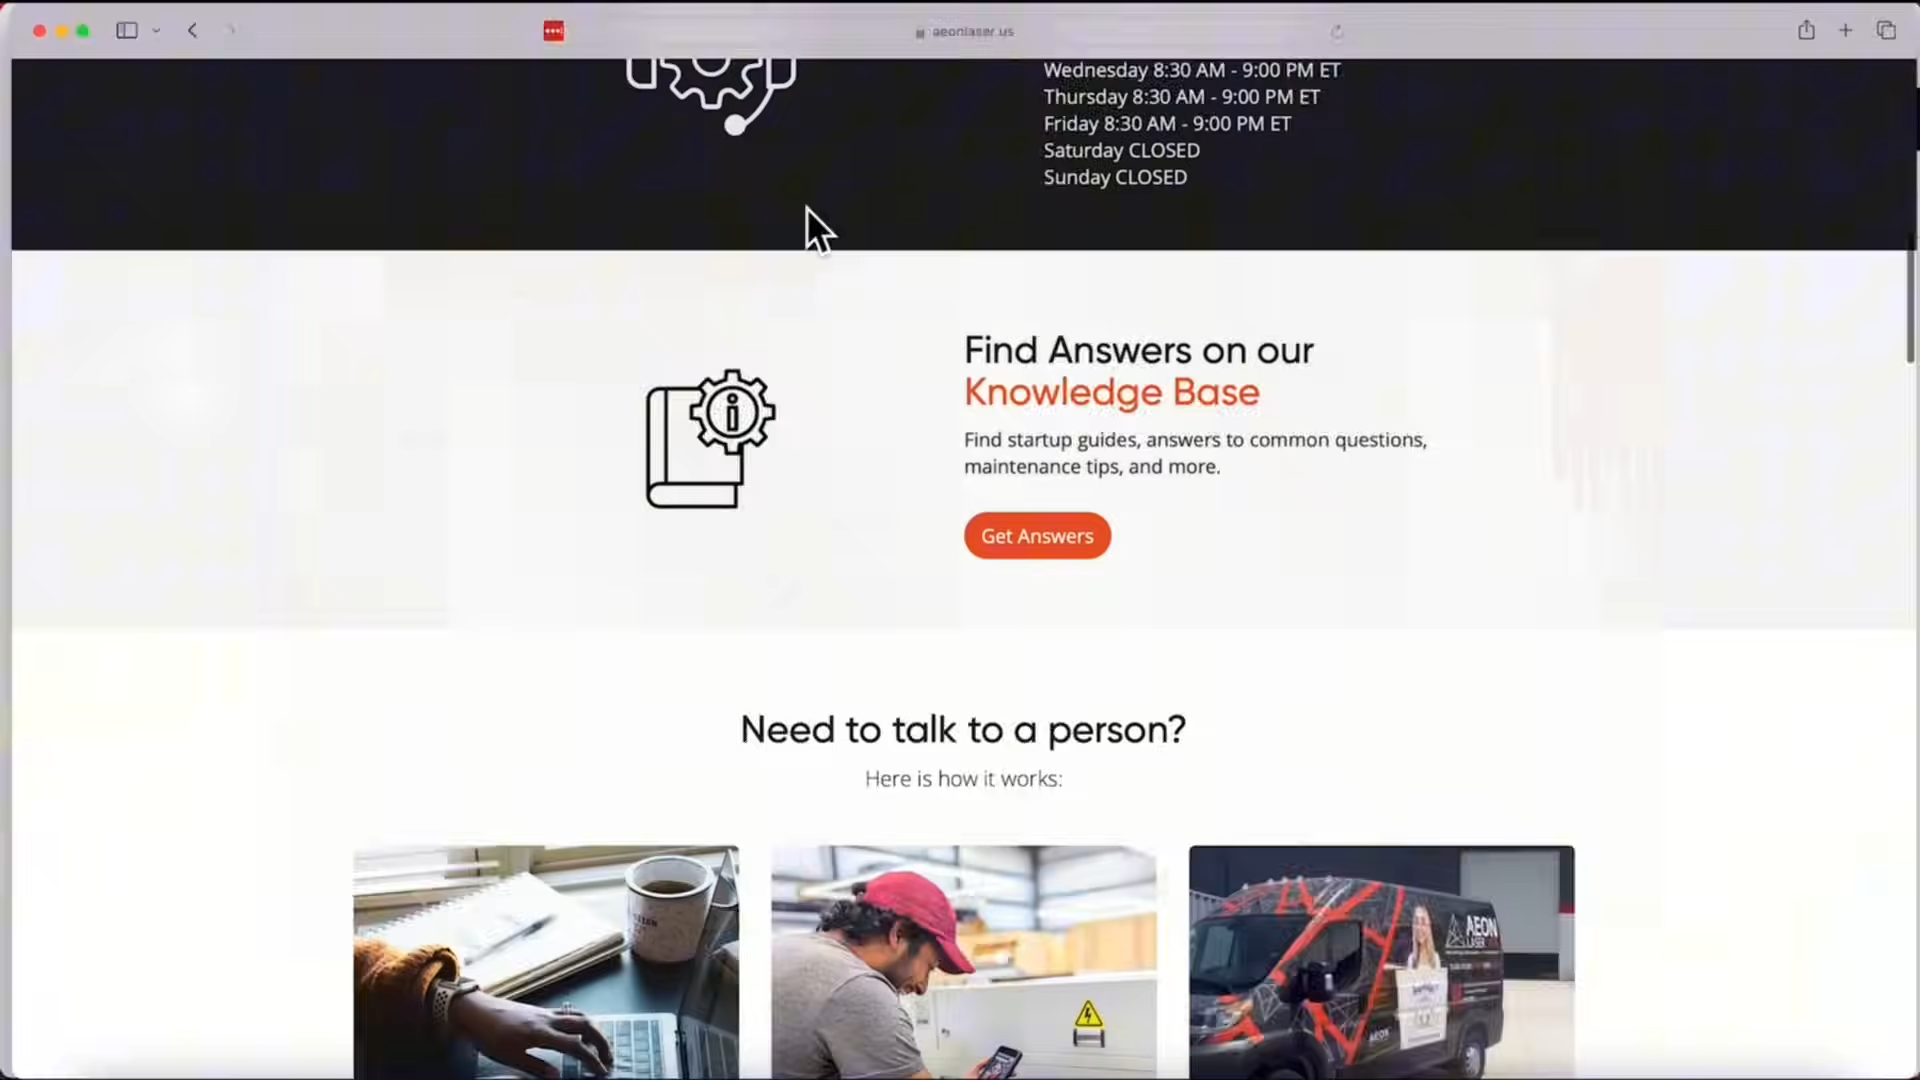 aeonlaser.us
Wednesday 8:30 AM - 9:00 PM ET
Thursday 8:30 AM - 9:00 PM ET
Friday 8:30 AM - 9:00 PM ET
Saturday CLOSED
Sunday CLOSED
Find Answers on our
Knowledge Base
Find startup guides, answers to common questions,
maintenance tips, and more.
Get Answers
Need to talk to a person?
Here is how it works:
AEON
LASER
AEON